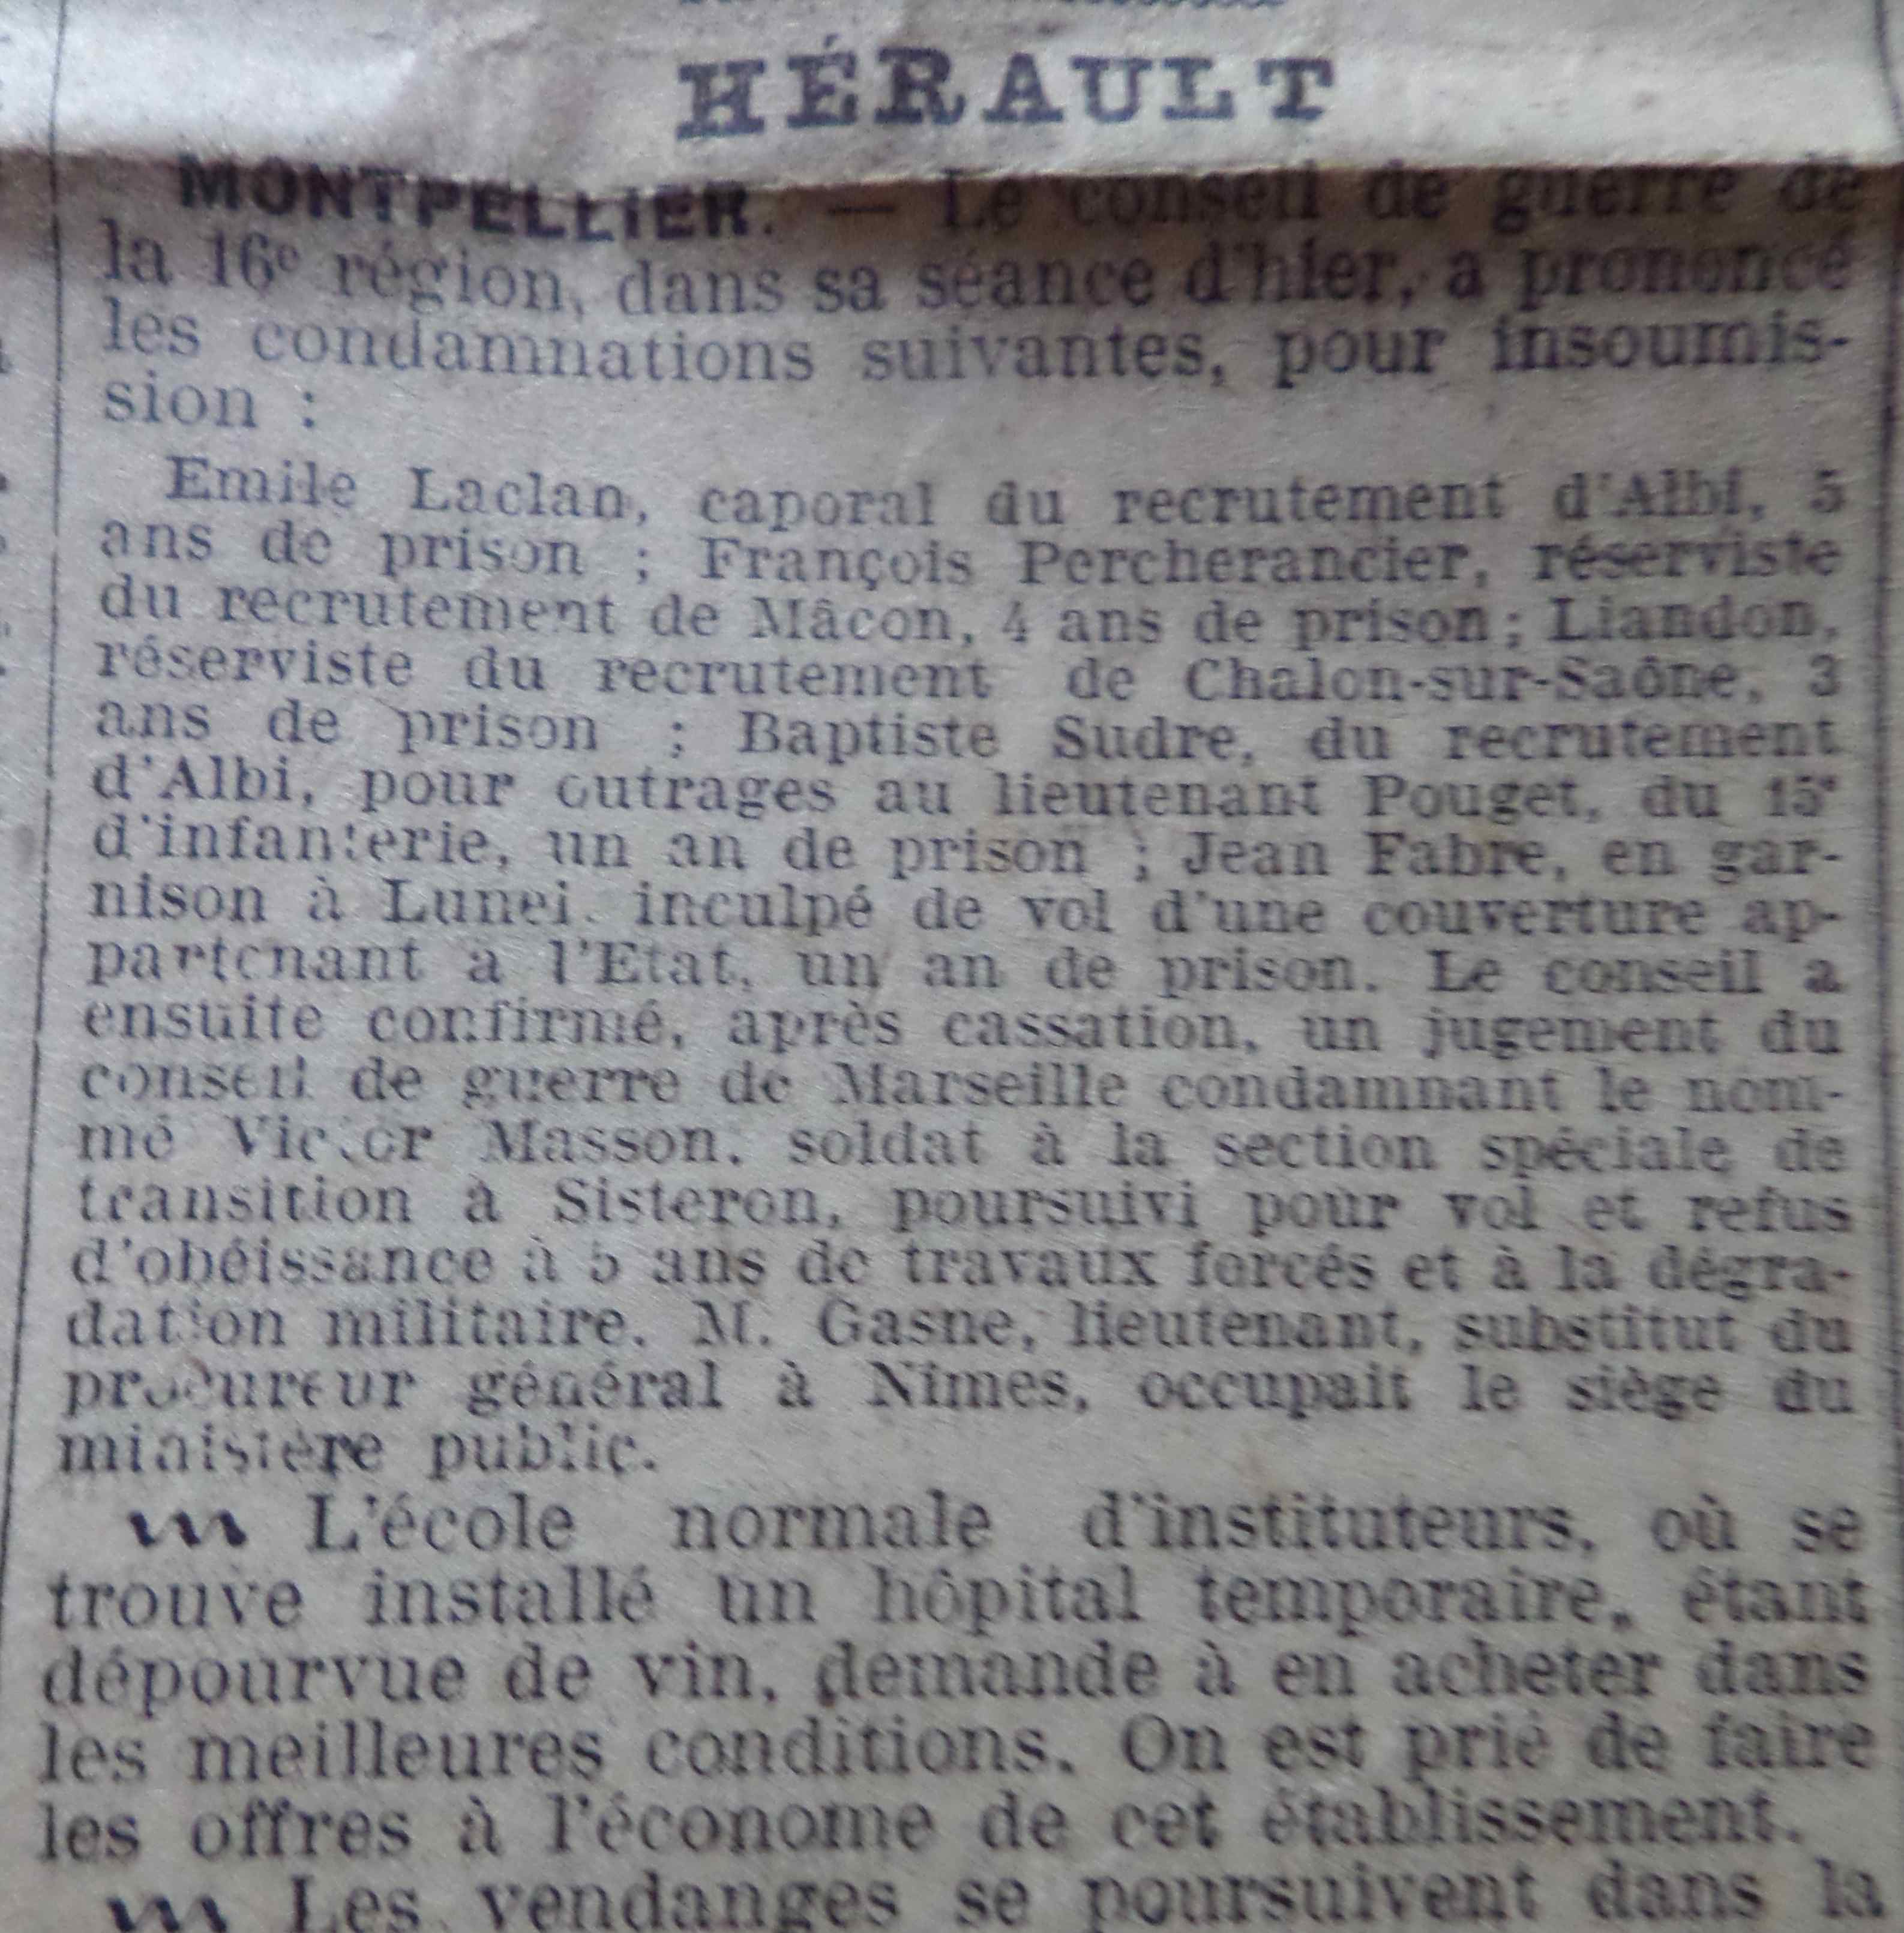 HÉRAULT
MONTPELLIER. — Le conseil de guerre de
la 16e région, dans sa séance d'hier, a prononcé
les condamnations suivantes, pour insoumis-
sion :
Emile Laclan, caporal du recrutement d'Albi, 5
ans de prison ; François Percherancier, réserviste
du recrutement de Mâcon, 4 ans de prison ; Liandon,
réserviste du recrutement de Chalon-sur-Saône, 3
ans de prison ; Baptiste Sudre, du recrutement
d'Albi, pour outrages au lieutenant Pouget, du 15e
d'infanterie, un an de prison ; Jean Fabre, en gar-
nison à Lunel, inculpé de vol d'une couverture ap-
partenant a l'Etat, un an de prison. Le conseil a
ensuite confirmé, après cassation, un jugement du
conseil de guerre de Marseille condamnant le nom-
mé Victor Masson, soldat à la section spéciale de
transition à Sisteron, poursuivi pour vol et refus
d'obéissance à 5 ans de travaux forcés et à la dégra-
dation militaire. M. Gasne, lieutenant, substitut du
procureur général à Nîmes, occupait le siège du
ministère public.
L'école normale d'instituteurs, où se
trouve installé un hôpital temporaire, étant
dépourvue de vin, demande à en acheter dans
les meilleures conditions. On est prié de faire
les offres à l'économe de cet établissement.
Les vendanges se poursuivent dans la